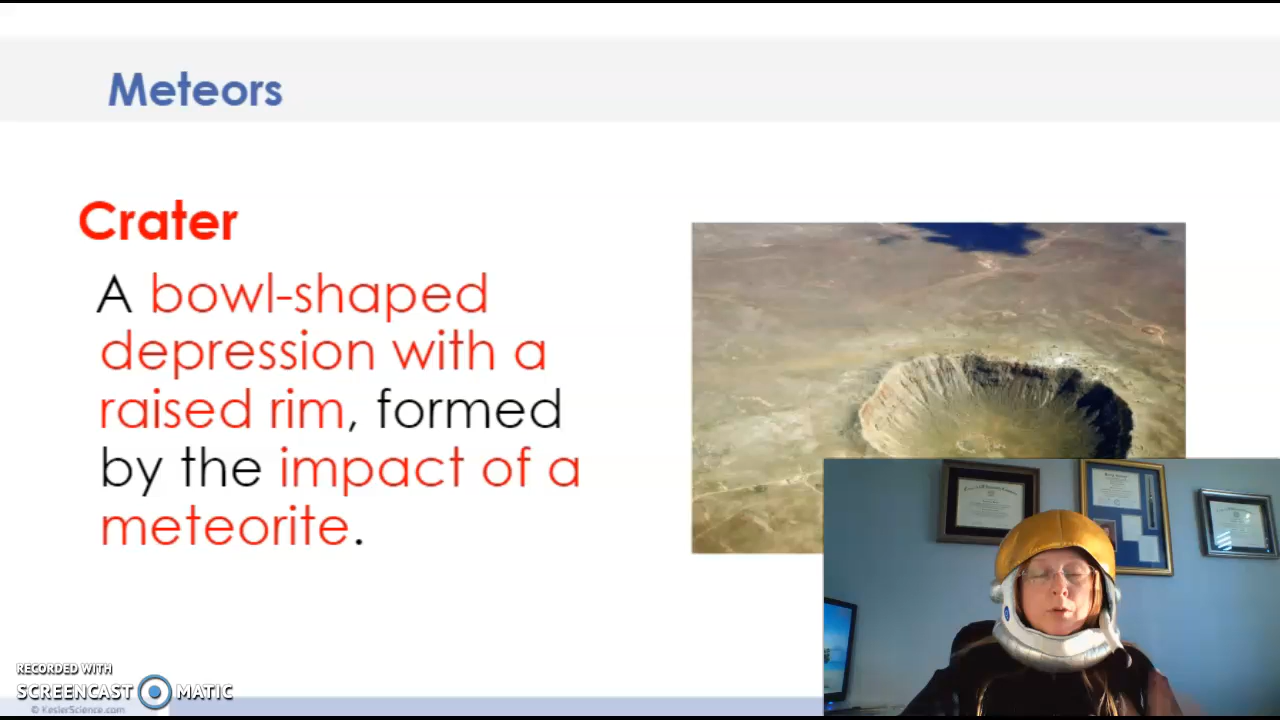 Meteors
Crater
A bowl-shaped
depression with a
raised rim, formed
by the impact of a
meteorite.
RECORDED WITH
SCREENCAST MATIC
© KeslerScience.com